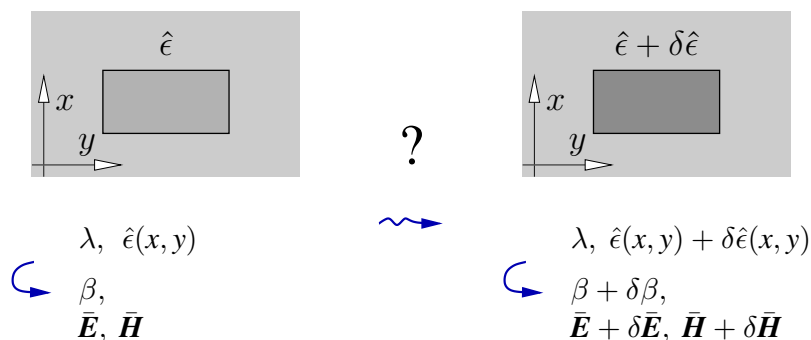 ϵ̂
x
y
?
ϵ̂ + δϵ̂
x
y
λ, ϵ̂(x, y)
β,
Ē, H̄
λ, ϵ̂(x, y) + δϵ̂(x, y)
β + δβ,
Ē + δĒ, H̄ + δH̄